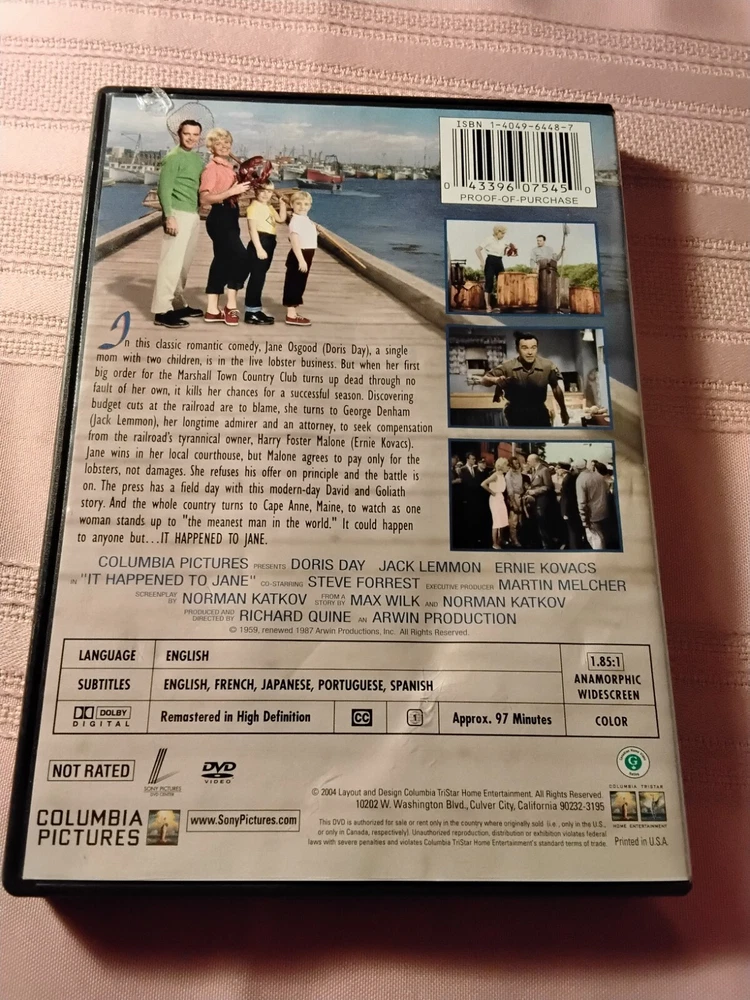 ISBN 1-4049-6448-7
0 43396 07545 0
PROOF-OF-PURCHASE
In this classic romantic comedy, Jane Osgood (Doris Day), a single
mom with two children, is in the live lobster business. But when her first
big order for the Marshall Town Country Club turns up dead through no
fault of her own, it kills her chances for a successful season. Discovering
budget cuts at the railroad are to blame, she turns to George Denham
(Jack Lemmon), her longtime admirer and an attorney, to seek compensation
from the railroad's tyrannical owner, Harry Foster Malone (Ernie Kovacs).
Jane wins in her local courthouse, but Malone agrees to pay only for the
lobsters, not damages. She refuses his offer on principle and the battle is
on. The press has a field day with this modern-day David and Goliath
story. And the whole country turns to Cape Anne, Maine, to watch as one
woman stands up to "the meanest man in the world." It could happen
to anyone but...IT HAPPENED TO JANE.
COLUMBIA PICTURES PRESENTS DORIS DAY JACK LEMMON ERNIE KOVACS
IN "IT HAPPENED TO JANE" CO-STARRING STEVE FORREST EXECUTIVE PRODUCER MARTIN MELCHER
SCREENPLAY BY NORMAN KATKOV FROM A STORY BY MAX WILK AND NORMAN KATKOV
PRODUCED AND DIRECTED BY RICHARD QUINE AN ARWIN PRODUCTION
© 1959, renewed 1987 Arwin Productions, Inc. All Rights Reserved.
LANGUAGE ENGLISH
SUBTITLES ENGLISH, FRENCH, JAPANESE, PORTUGUESE, SPANISH
1.85:1
ANAMORPHIC
WIDESCREEN
DOLBY
DIGITAL
Remastered in High Definition
CC
1
Approx. 97 Minutes
COLOR
NOT RATED
SONY PICTURES
DVD CENTER
DVD
VIDEO
G
COLUMBIA
PICTURES
www.SonyPictures.com
© 2004 Layout and Design Columbia TriStar Home Entertainment. All Rights Reserved.
10202 W. Washington Blvd., Culver City, California 90232-3195
This DVD is authorized for sale or rent only in the country where originally sold (i.e., only in the U.S.,
or only in Canada, respectively). Unauthorized reproduction, distribution or exhibition violates federal
laws with severe penalties and violates Columbia TriStar Home Entertainment's standard terms of trade.
COLUMBIA TRISTAR
HOME ENTERTAINMENT
Printed in U.S.A.